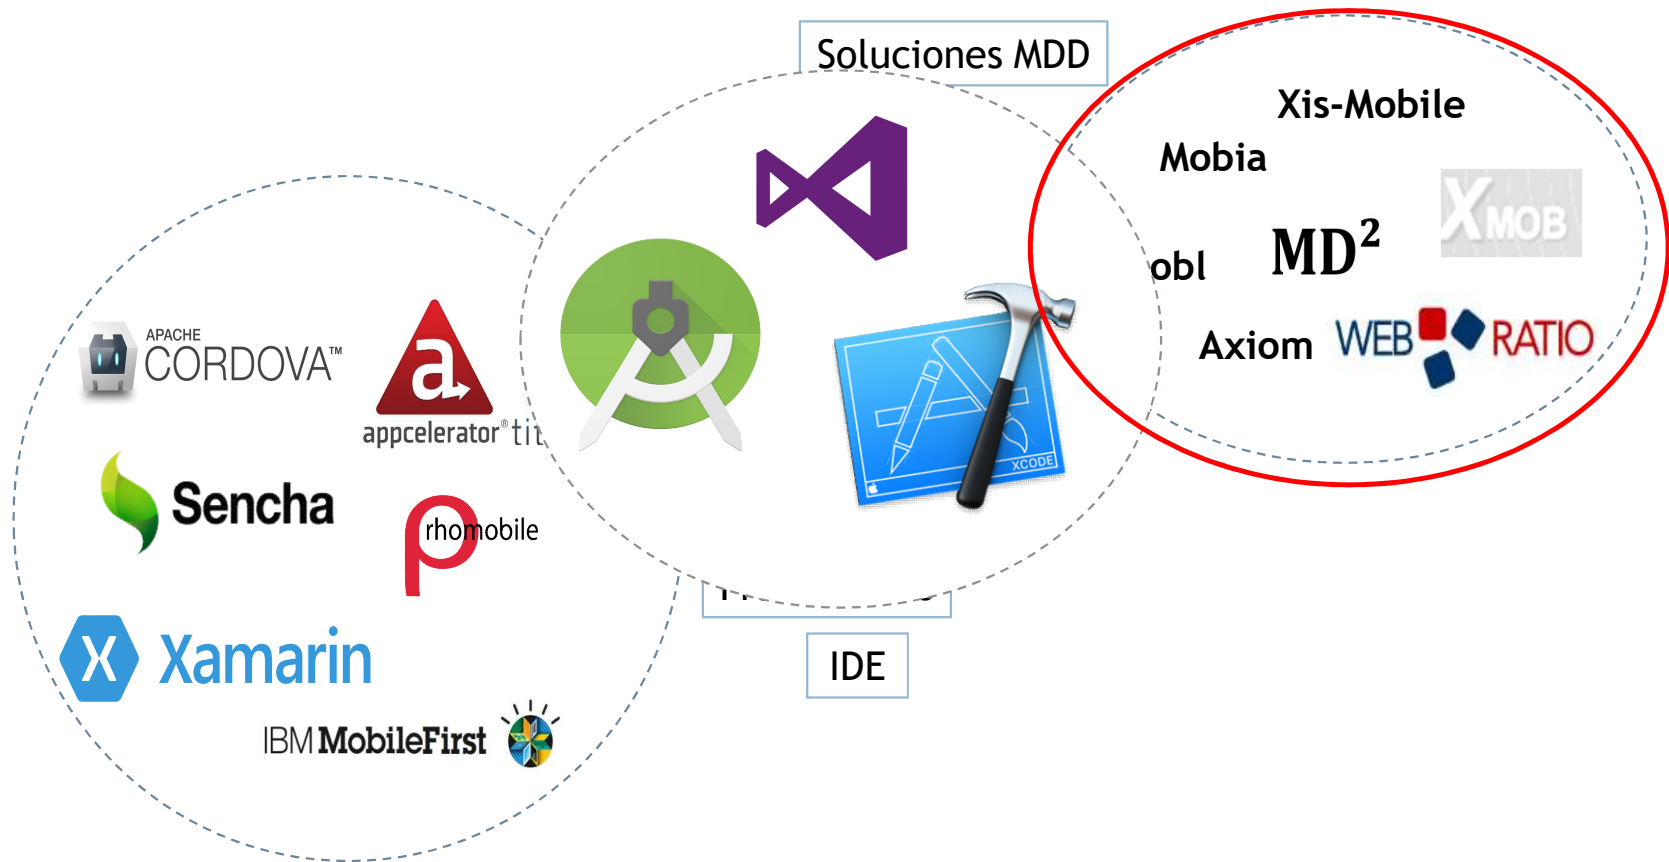 Soluciones MDD
Xis-Mobile
Mobia
XMOB
obl
MD²
Axiom
WEB RATIO
XCODE
APACHE
CORDOVA™
a
appcelerator® tit
Sencha
rhomobile
X Xamarin
IBM MobileFirst
IDE